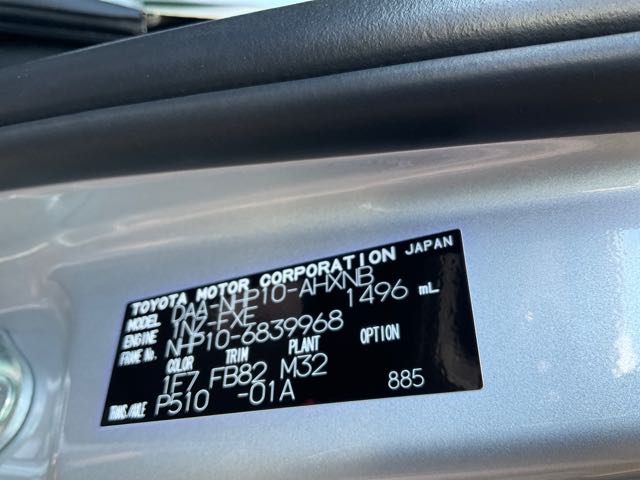 TOYOTA MOTOR CORPORATION JAPAN
MODEL DAA-NHP10-AHXNB
ENGINE 1NZ-FXE 1496 mL
FRAME No. NHP10-6839968
COLOR TRIM PLANT OPTION
1F7 FB82 M32
TRANS./AXLE P510 -01A 885